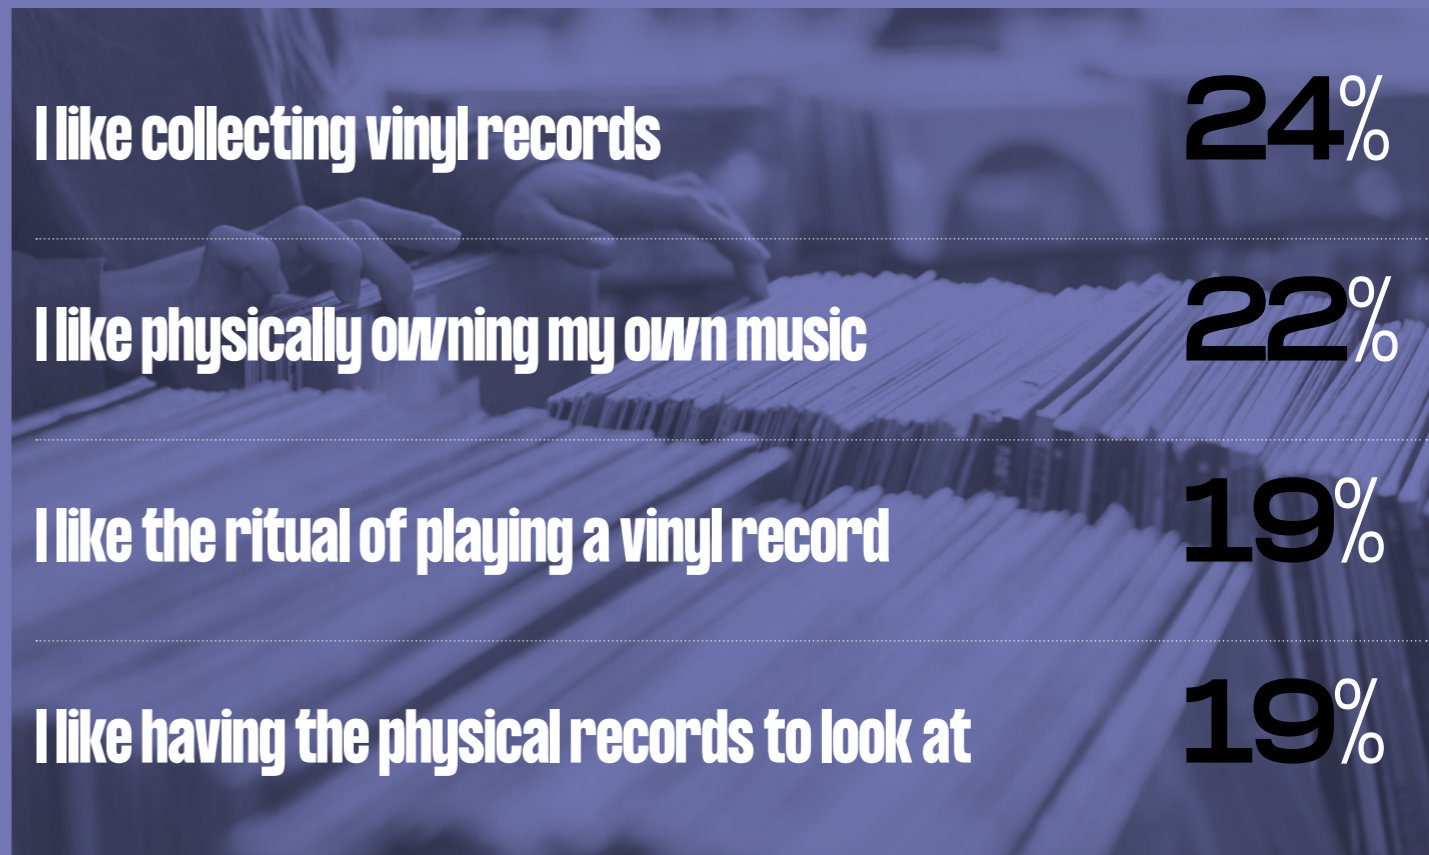 I like collecting vinyl records 24%
I like physically owning my own music 22%
I like the ritual of playing a vinyl record 19%
I like having the physical records to look at 19%